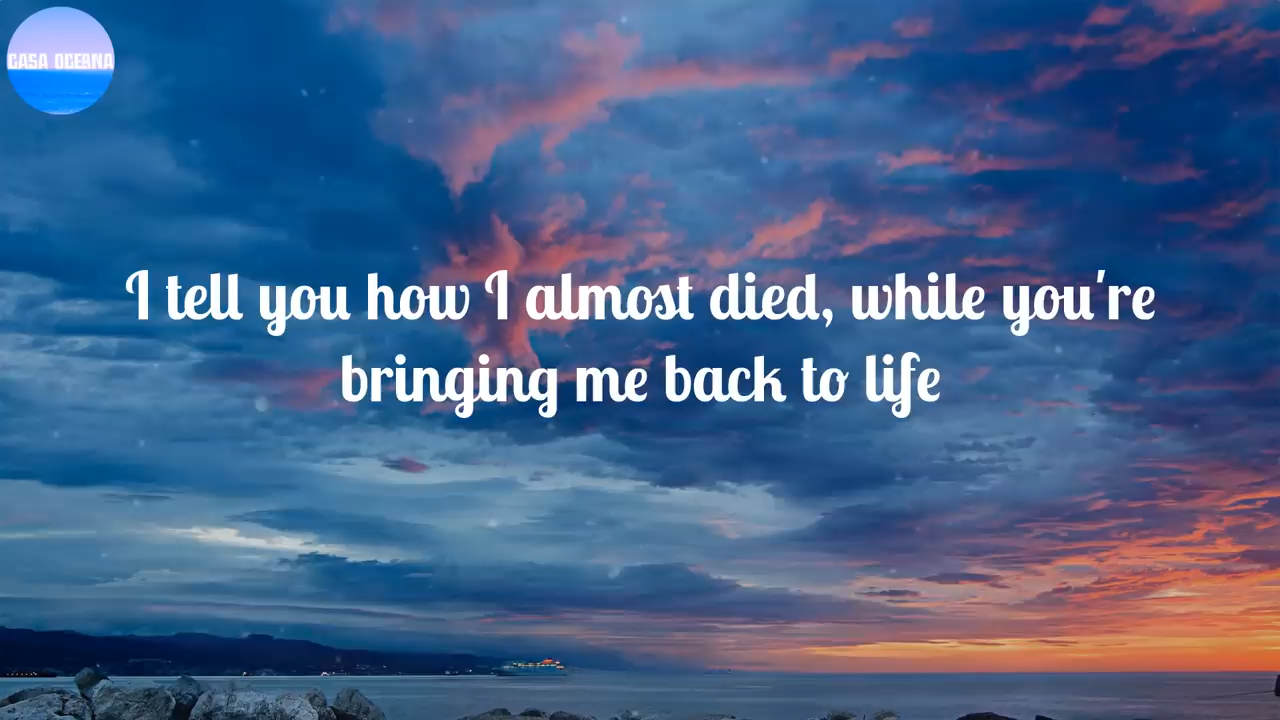 CASA OCEANA
I tell you how I almost died, while you're
bringing me back to life